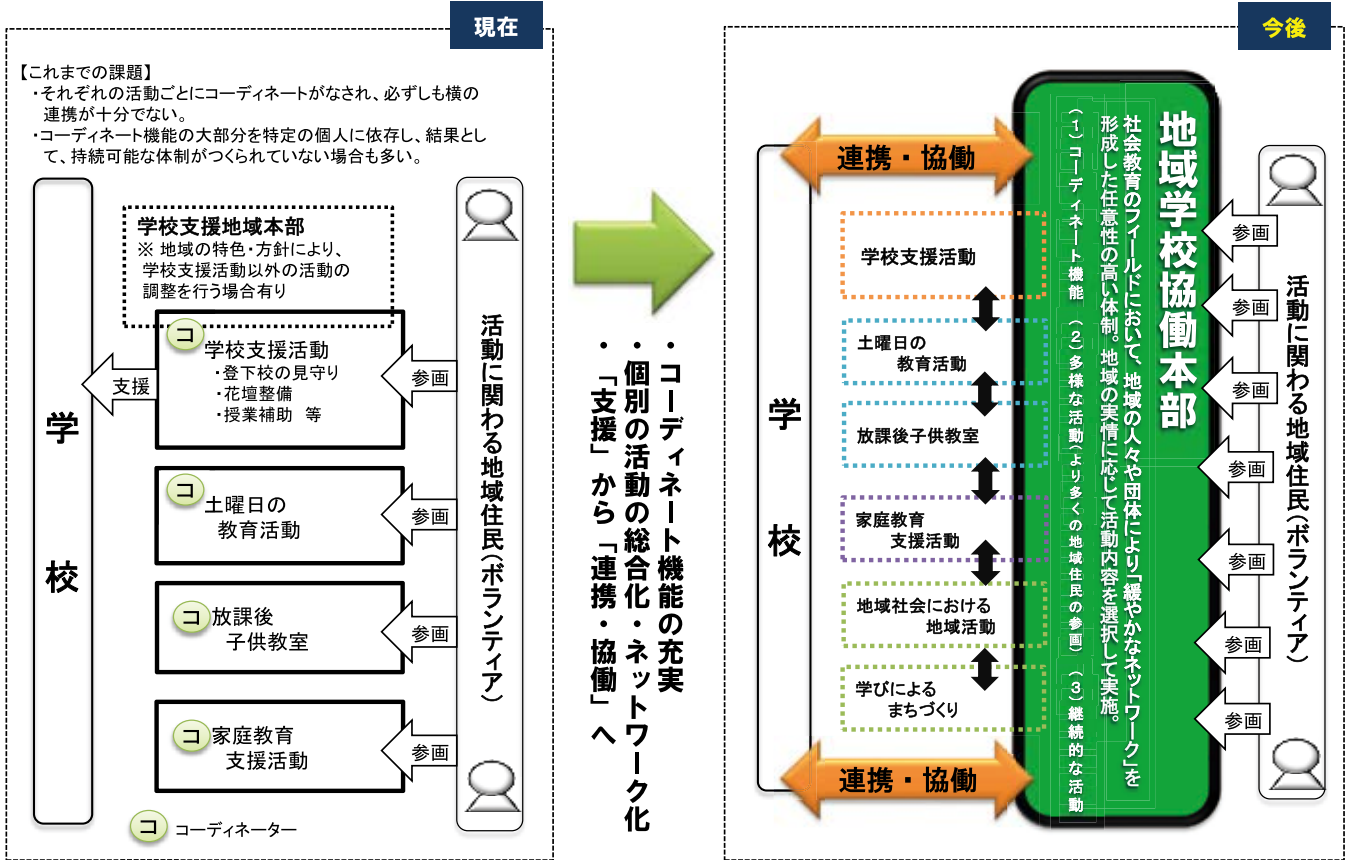 現在
【これまでの課題】
・それぞれの活動ごとにコーディネートがなされ、必ずしも横の
連携が十分でない。
・コーディネート機能の大部分を特定の個人に依存し、結果とし
て、持続可能な体制がつくられていない場合も多い。
学校
学校支援地域本部
※ 地域の特色・方針により、
学校支援活動以外の活動の
調整を行う場合有り
コ
学校支援活動
・登下校の見守り
・花壇整備
・授業補助 等
支援
参画
コ
土曜日の
教育活動
参画
コ
放課後
子供教室
参画
コ
家庭教育
支援活動
参画
活動に関わる地域住民(ボランティア)
コ コーディネーター
・コーディネート機能の充実
・個別の活動の総合化・ネットワーク化
・「支援」から「連携・協働」へ
今後
学校
連携・協働
学校支援活動
土曜日の
教育活動
放課後子供教室
家庭教育
支援活動
地域社会における
地域活動
学びによる
まちづくり
連携・協働
地域学校協働本部
社会教育のフィールドにおいて、地域の人々や団体により「緩やかなネットワーク」を
形成した任意性の高い体制。地域の実情に応じて活動内容を選択して実施。
(1)コーディネート機能 (2)多様な活動(より多くの地域住民の参画) (3)継続的な活動
参画
参画
参画
参画
参画
参画
参画
活動に関わる地域住民(ボランティア)